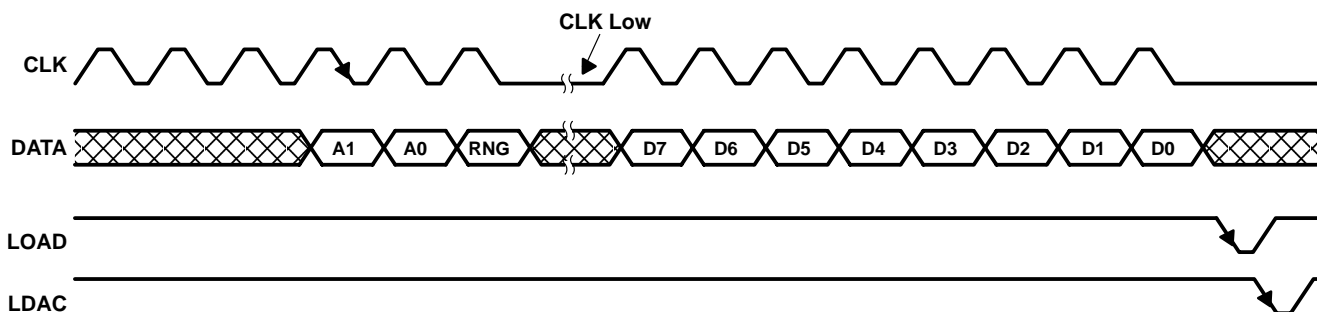 CLK Low
CLK
DATA A1 A0 RNG D7 D6 D5 D4 D3 D2 D1 D0
LOAD
LDAC